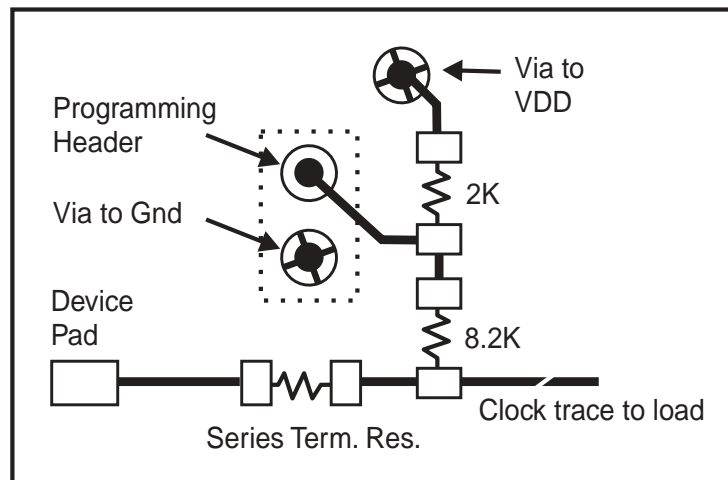 Via to
VDD
Programming
Header
2K
Via to Gnd
Device
Pad
8.2K
Clock trace to load
Series Term. Res.